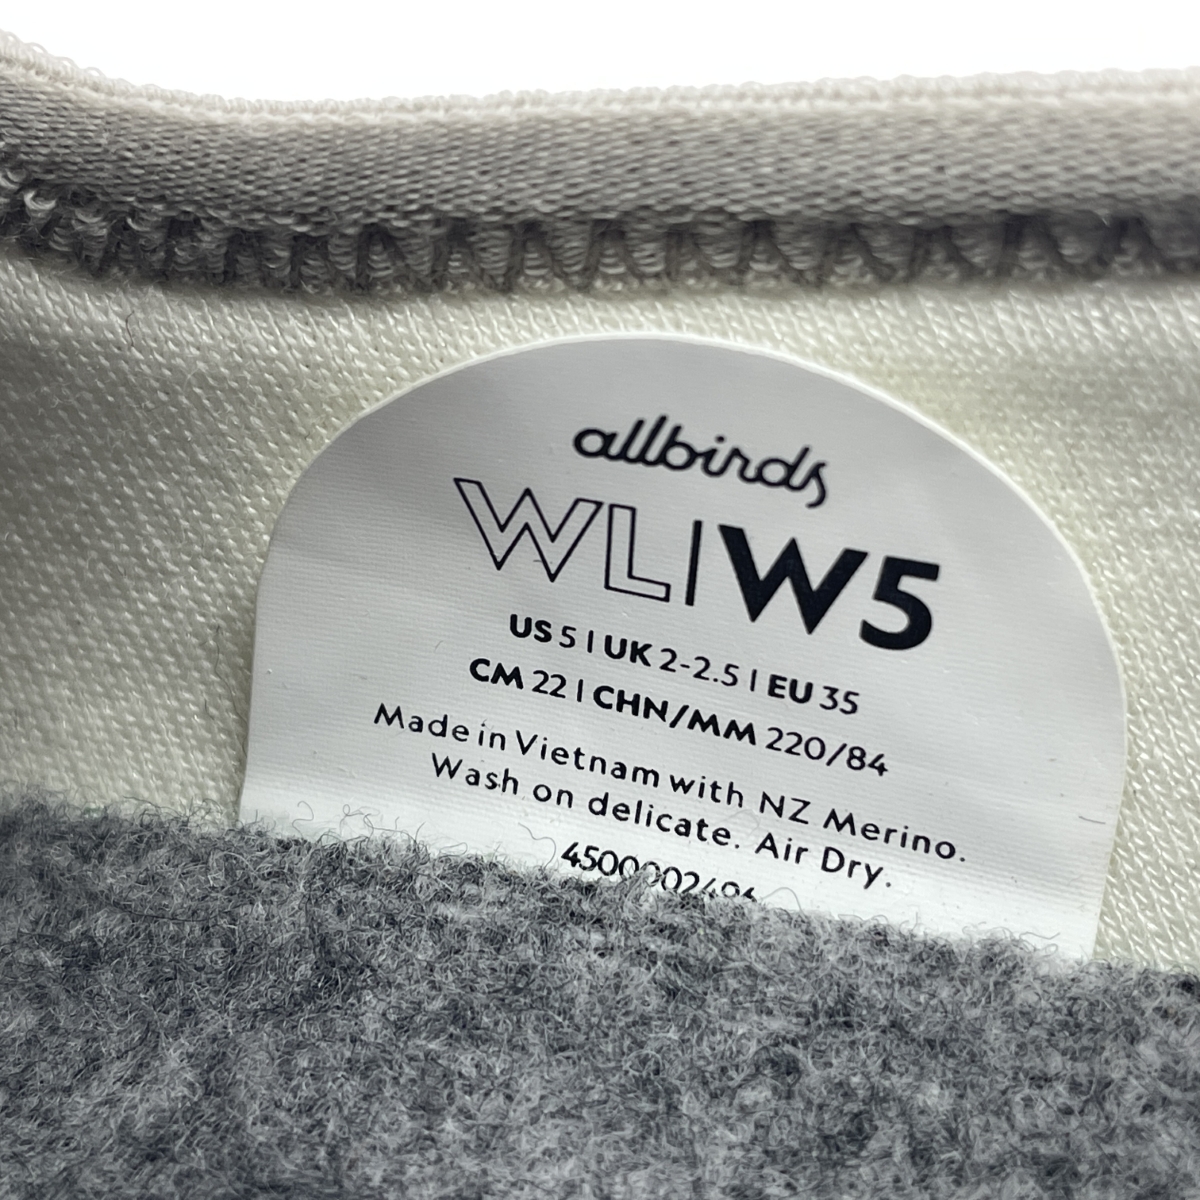 allbirds
WL|W5
US 5 | UK 2-2.5 | EU 35
CM 22 | CHN/MM 220/84
Made in Vietnam with NZ Merino.
Wash on delicate. Air Dry.